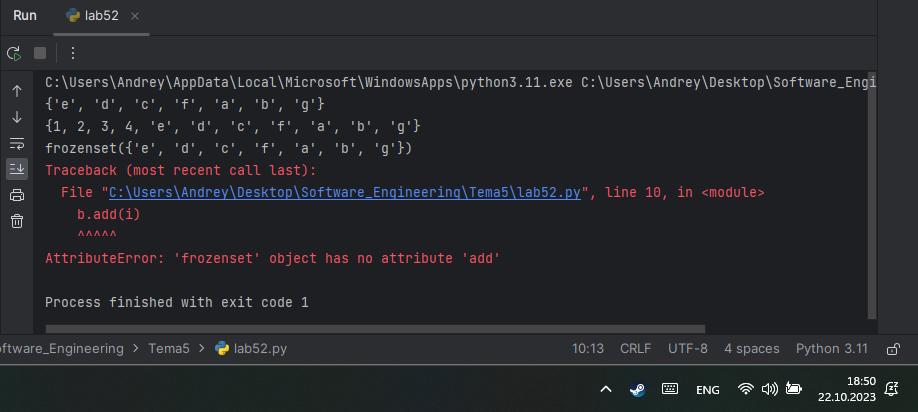 Run lab52
C:\Users\Andrey\AppData\Local\Microsoft\WindowsApps\python3.11.exe C:\Users\Andrey\Desktop\Software_Engi
{'e', 'd', 'c', 'f', 'a', 'b', 'g'}
{1, 2, 3, 4, 'e', 'd', 'c', 'f', 'a', 'b', 'g'}
frozenset({'e', 'd', 'c', 'f', 'a', 'b', 'g'})
Traceback (most recent call last):
  File "C:\Users\Andrey\Desktop\Software_Engineering\Tema5\lab52.py", line 10, in <module>
    b.add(i)
    ^^^^^
AttributeError: 'frozenset' object has no attribute 'add'
Process finished with exit code 1
oftware_Engineering > Tema5 > lab52.py 10:13 CRLF UTF-8 4 spaces Python 3.11
ENG 18:50
22.10.2023